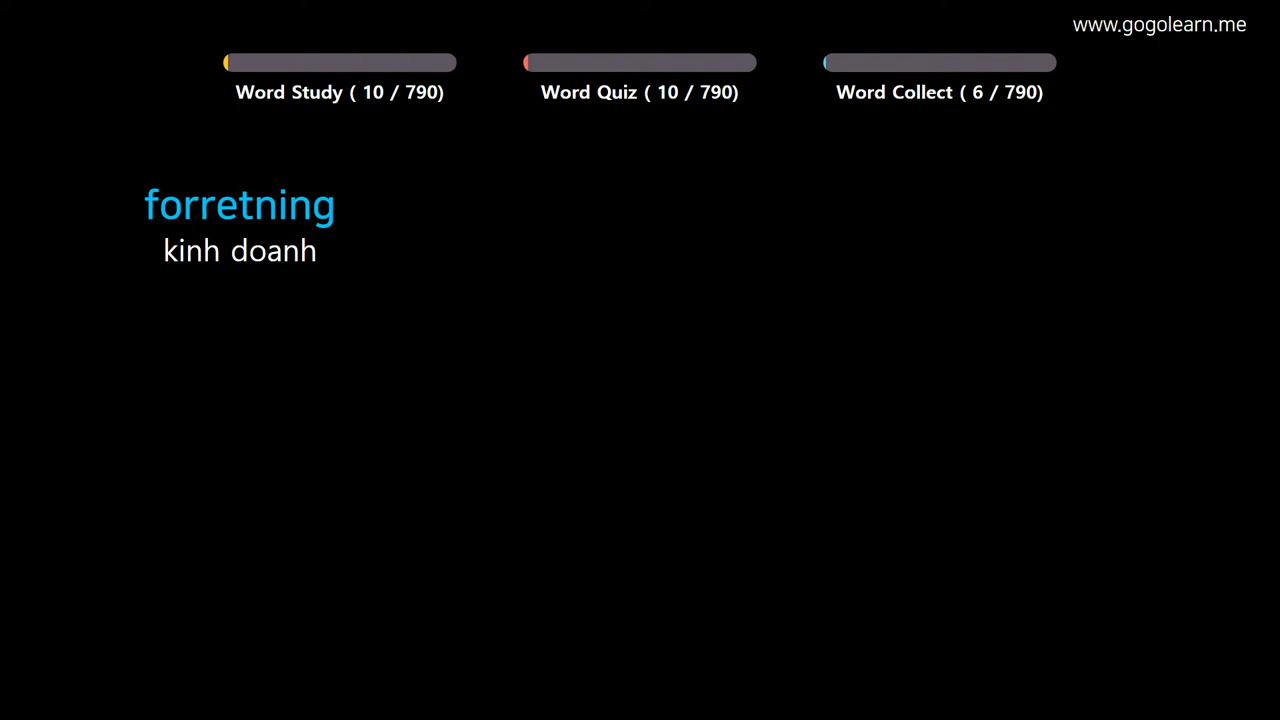 www.gogolearn.me
Word Study ( 10 / 790)
Word Quiz ( 10 / 790)
Word Collect ( 6 / 790)
forretning
kinh doanh